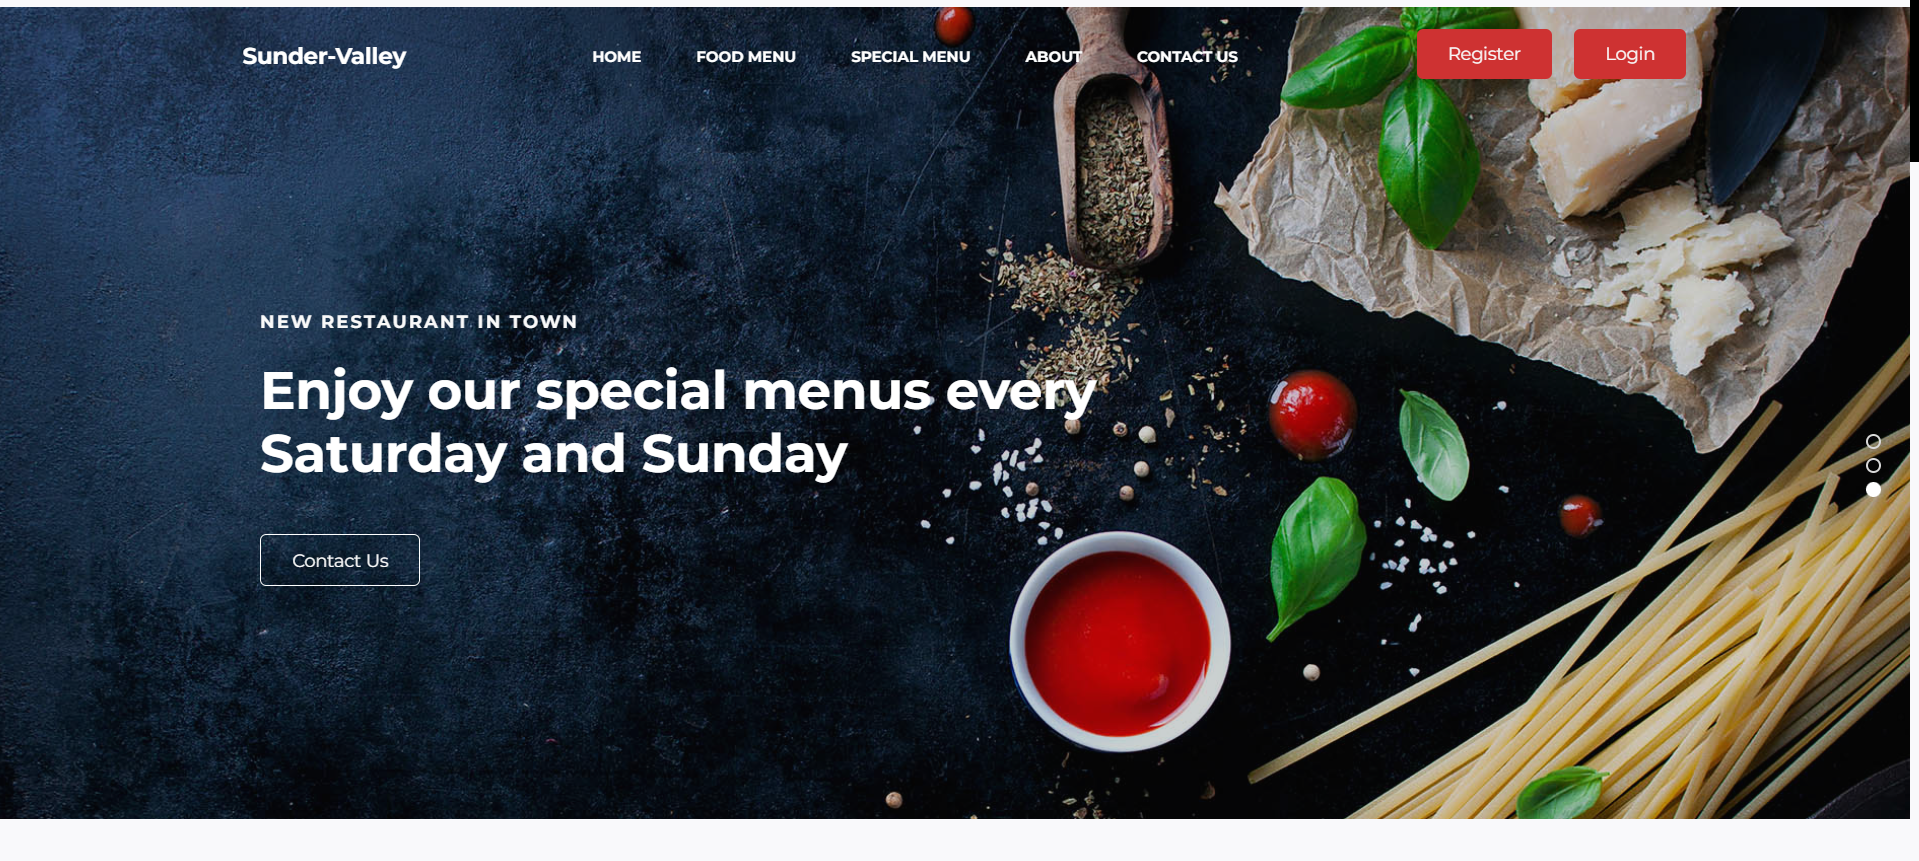 Sunder-Valley
HOME
FOOD MENU
SPECIAL MENU
ABOUT
CONTACT US
Register
Login
NEW RESTAURANT IN TOWN
Enjoy our special menus every
Saturday and Sunday
Contact Us